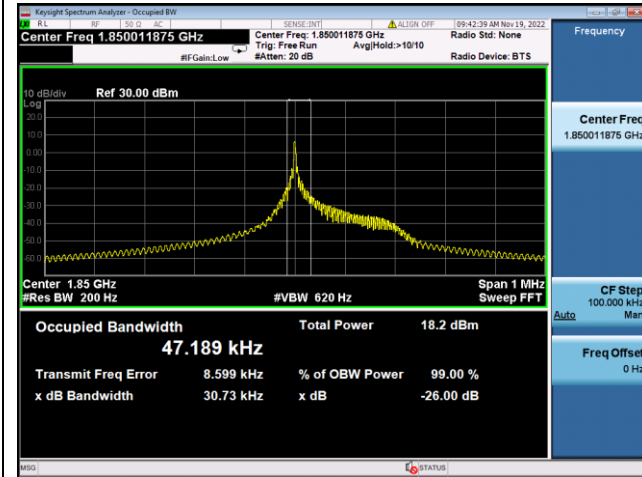 Keysight Spectrum Analyzer - Occupied BW
RL RF 50 Ω AC SENSE:INT ALIGN OFF 09:42:39 AM Nov 19, 2022
Center Freq 1.850011875 GHz
Center Freq: 1.850011875 GHz Radio Std: None
Trig: Free Run Avg|Hold:>10/10
#IFGain:Low #Atten: 20 dB Radio Device: BTS
Frequency
10 dB/div Ref 30.00 dBm
Log
20.0
10.0
0.00
-10.0
-20.0
-30.0
-40.0
-50.0
-60.0
Center Freq
1.850011875 GHz
Center 1.85 GHz Span 1 MHz
#Res BW 200 Hz #VBW 620 Hz Sweep FFT
CF Step
100.000 kHz
Auto Man
Occupied Bandwidth Total Power 18.2 dBm
47.189 kHz
Freq Offset
0 Hz
Transmit Freq Error 8.599 kHz % of OBW Power 99.00 %
x dB Bandwidth 30.73 kHz x dB -26.00 dB
MSG STATUS